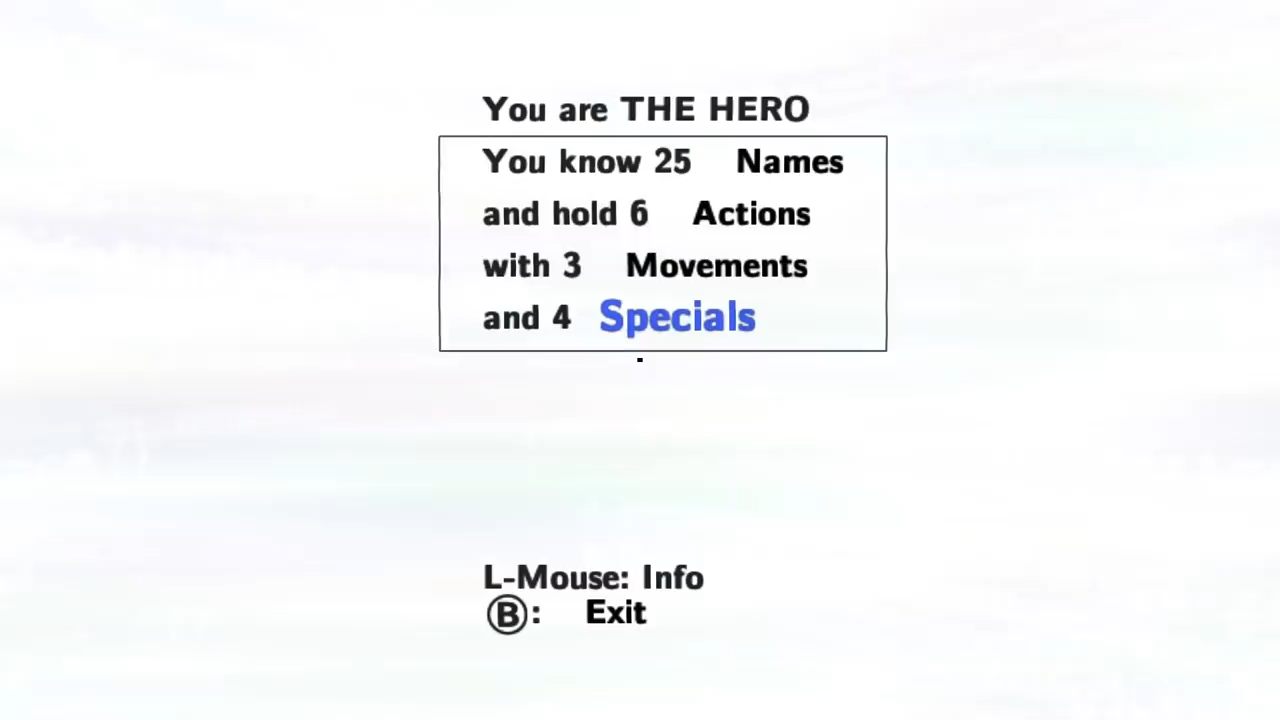 You are THE HERO
You know 25 Names
and hold 6 Actions
with 3 Movements
and 4 Specials
L-Mouse: Info
Ⓑ: Exit